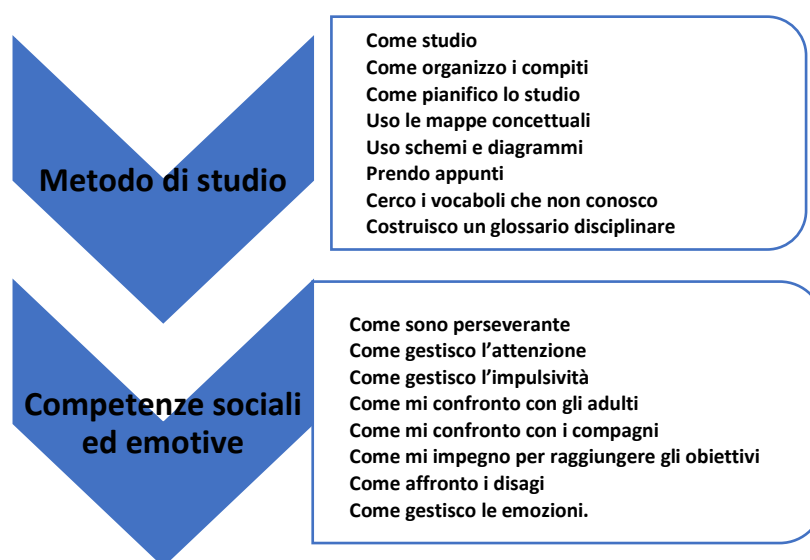 Metodo di studio
Come studio
Come organizzo i compiti
Come pianifico lo studio
Uso le mappe concettuali
Uso schemi e diagrammi
Prendo appunti
Cerco i vocaboli che non conosco
Costruisco un glossario disciplinare
Competenze sociali
ed emotive
Come sono perseverante
Come gestisco l’attenzione
Come gestisco l’impulsività
Come mi confronto con gli adulti
Come mi confronto con i compagni
Come mi impegno per raggiungere gli obiettivi
Come affronto i disagi
Come gestisco le emozioni.